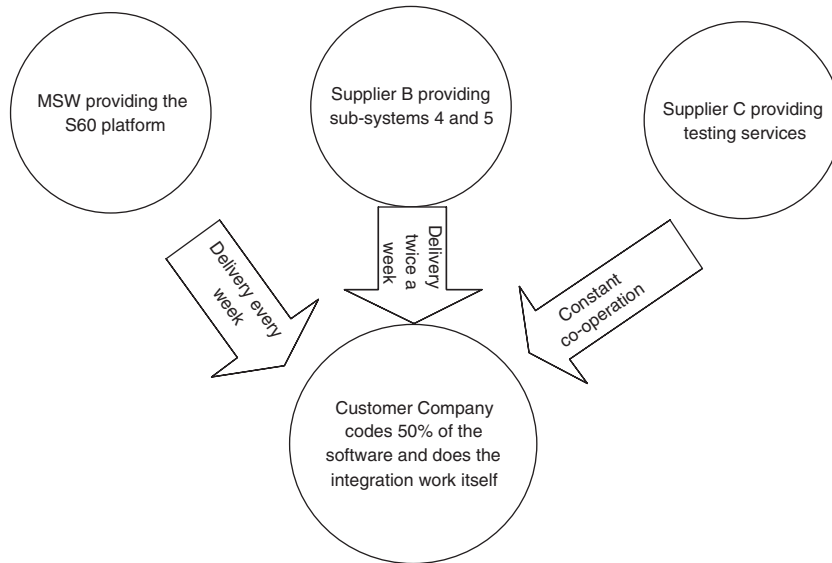 MSW providing the
S60 platform
Supplier B providing
sub-systems 4 and 5
Supplier C providing
testing services
Delivery every
week
Delivery
twice a
week
Constant
co-operation
Customer Company
codes 50% of the
software and does the
integration work itself